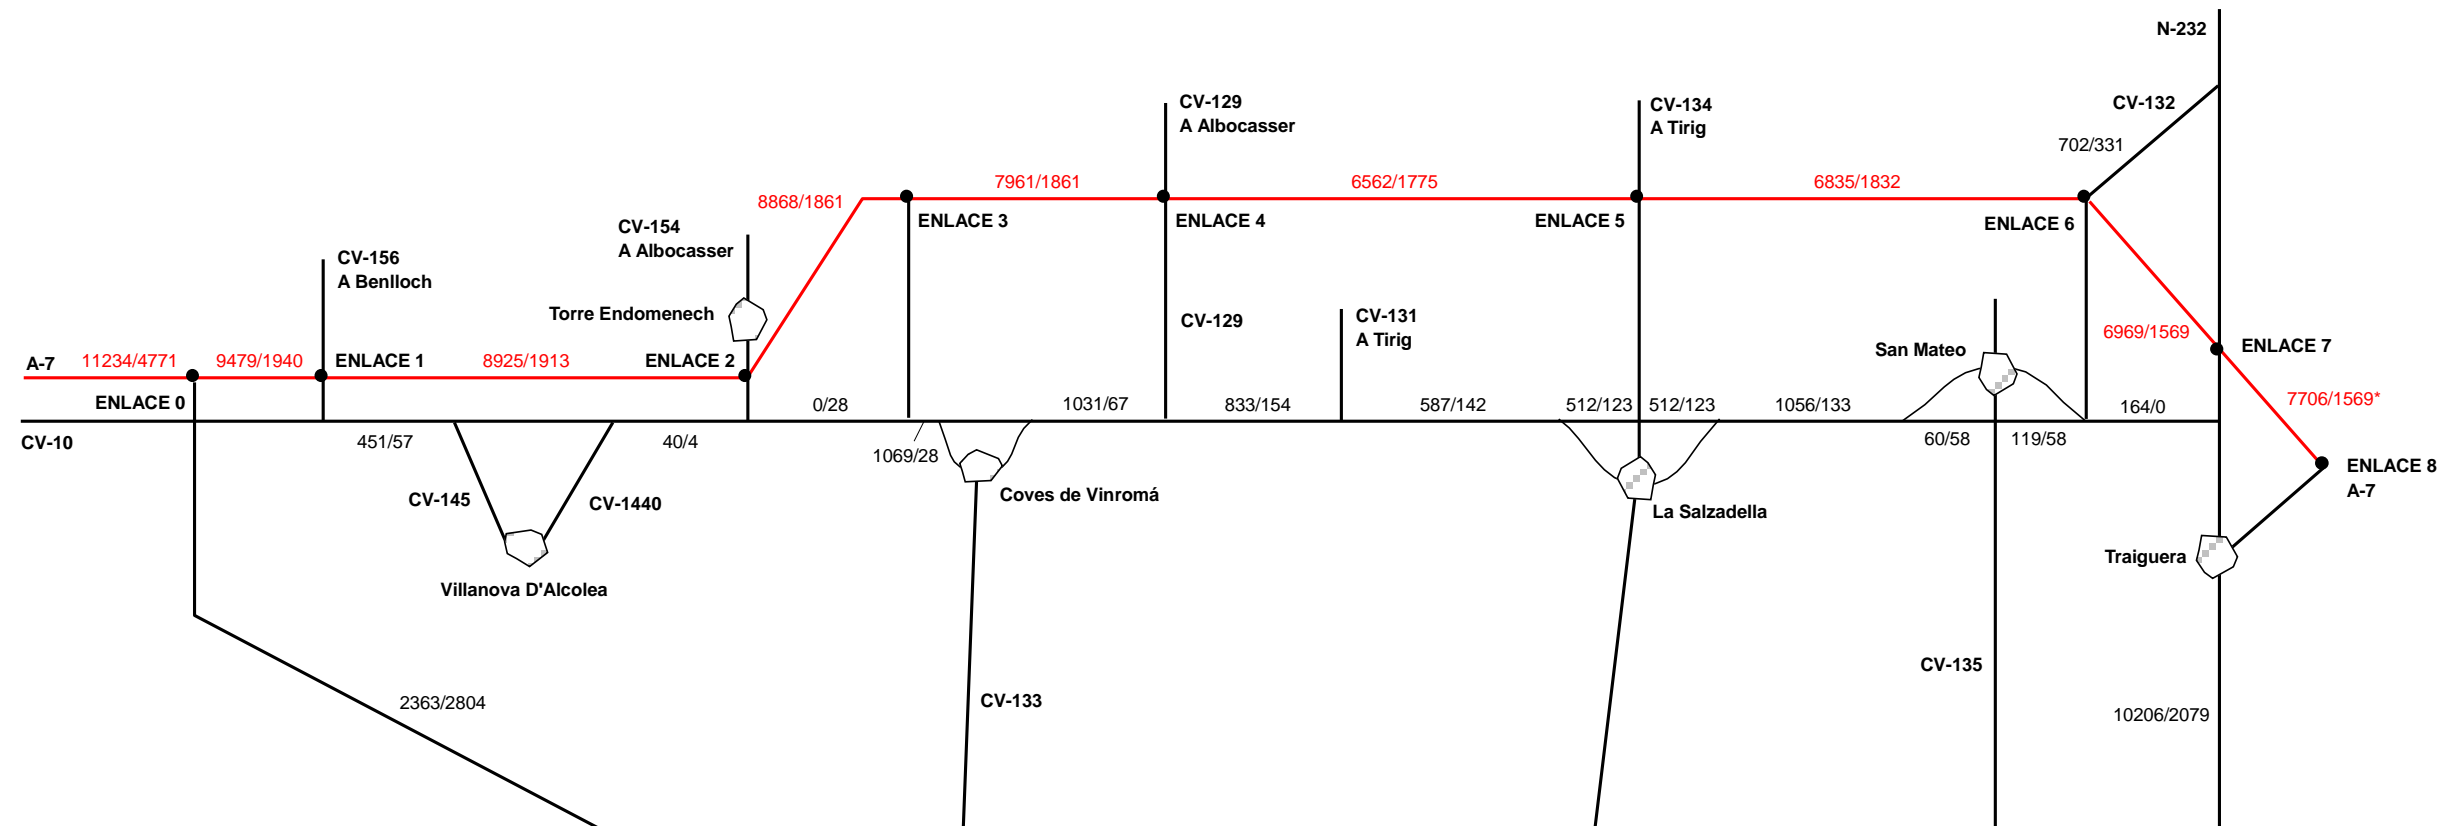 N-232
CV-129
A Albocasser
CV-134
A Tirig
CV-132
702/331
7961/1861
6562/1775
6835/1832
8868/1861
CV-154
A Albocasser
ENLACE 3
ENLACE 4
ENLACE 5
ENLACE 6
CV-156
A Benlloch
Torre Endomenech
CV-129
CV-131
A Tirig
San Mateo
6969/1569
ENLACE 7
A-7
11234/4771
9479/1940
ENLACE 1
8925/1913
ENLACE 2
ENLACE 0
0/28
1031/67
833/154
587/142
512/123
512/123
1056/133
164/0
7706/1569*
CV-10
451/57
40/4
1069/28
60/58
119/58
ENLACE 8
A-7
CV-145
CV-1440
Coves de Vinromá
La Salzadella
Traiguera
Villanova D'Alcolea
2363/2804
CV-133
CV-135
10206/2079